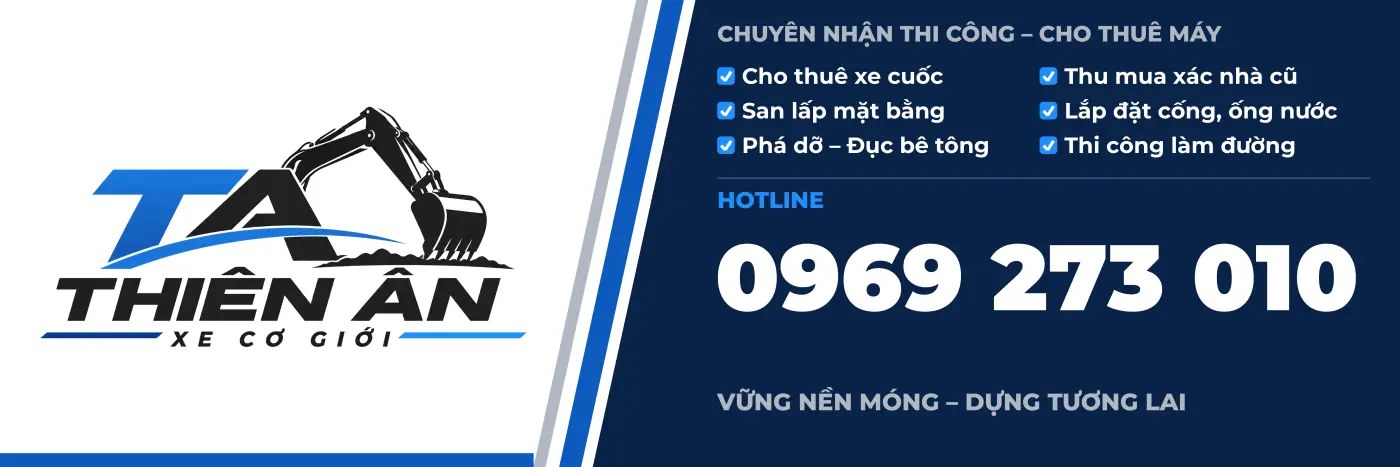 TA
THIÊN ÂN
XE CƠ GIỚI
CHUYÊN NHẬN THI CÔNG – CHO THUÊ MÁY
Cho thuê xe cuốc
San lấp mặt bằng
Phá dỡ – Đục bê tông
Thu mua xác nhà cũ
Lắp đặt cống, ống nước
Thi công làm đường
HOTLINE
0969 273 010
VỮNG NỀN MÓNG – DỰNG TƯƠNG LAI